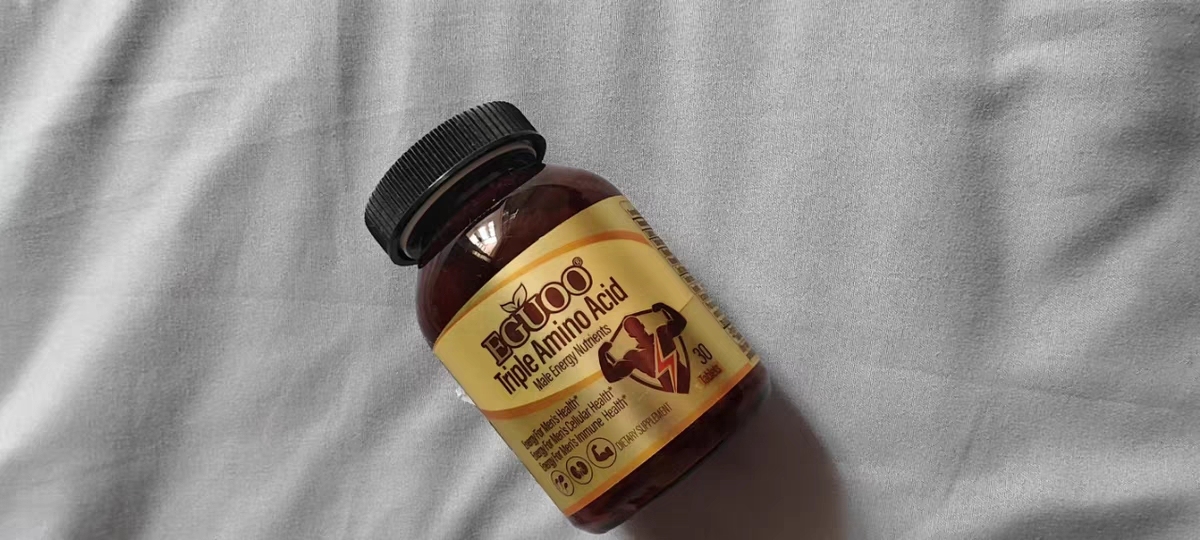 EGUOO®
Triple Amino Acid
Male Energy Nutrients
30
Tablets
Energy For Men's Health*
Energy For Men's Cellular Health*
Energy For Men's Immune Health*
DIETARY SUPPLEMENT